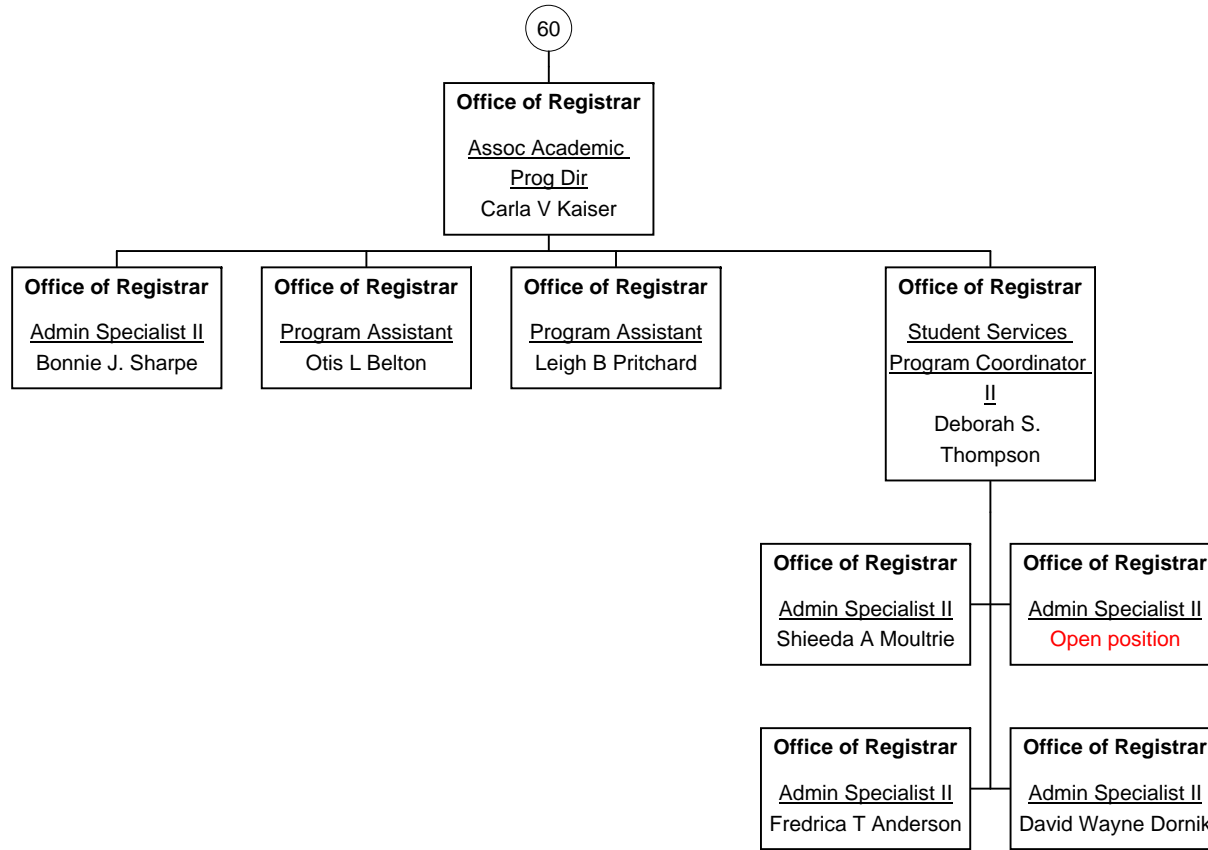 60
Office of Registrar
Assoc Academic
Prog Dir
Carla V Kaiser
Office of Registrar
Admin Specialist II
Bonnie J. Sharpe
Office of Registrar
Program Assistant
Otis L Belton
Office of Registrar
Program Assistant
Leigh B Pritchard
Office of Registrar
Student Services
Program Coordinator
II
Deborah S.
Thompson
Office of Registrar
Admin Specialist II
Shieeda A Moultrie
Office of Registrar
Admin Specialist II
Open position
Office of Registrar
Admin Specialist II
Fredrica T Anderson
Office of Registrar
Admin Specialist II
David Wayne Dornik